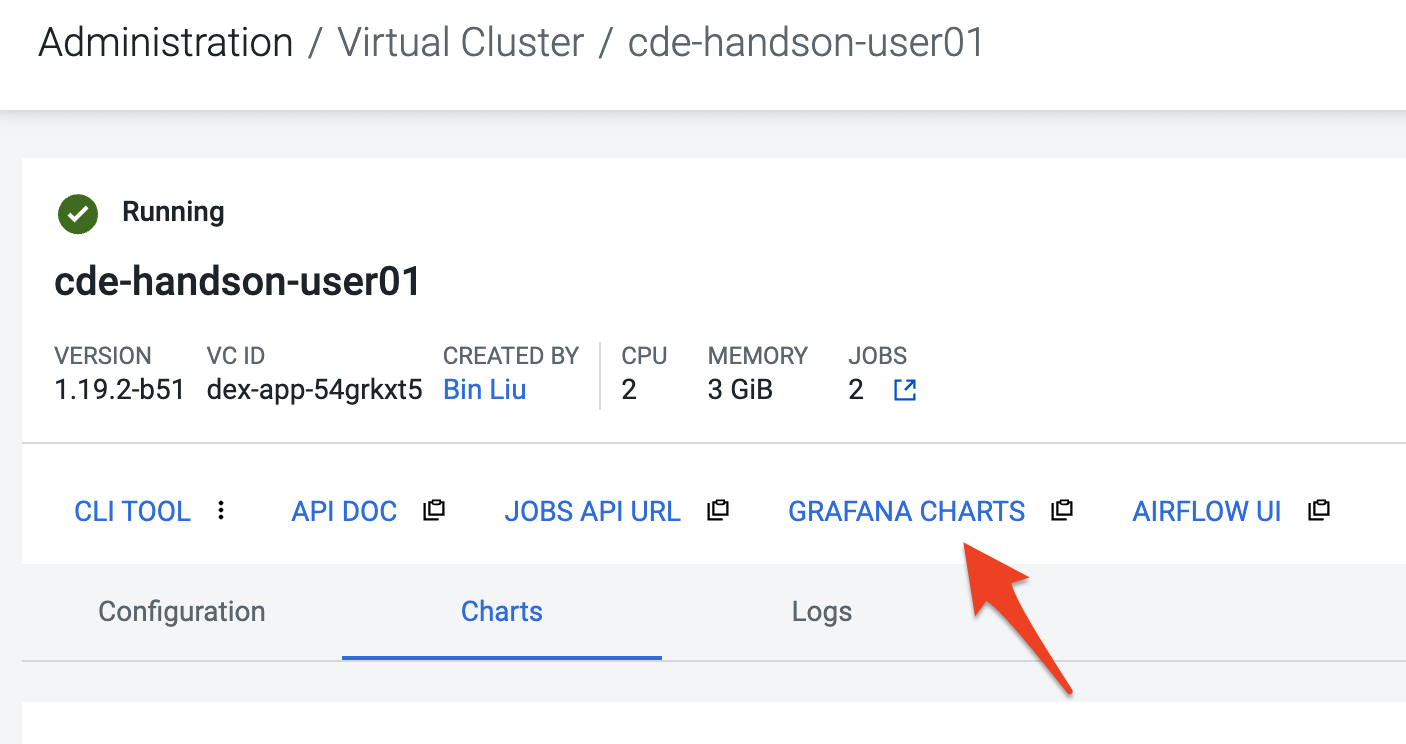 Administration / Virtual Cluster / cde-handson-user01
Running
cde-handson-user01
VERSION VC ID CREATED BY CPU MEMORY JOBS
1.19.2-b51 dex-app-54grkxt5 Bin Liu 2 3 GiB 2
CLI TOOL API DOC JOBS API URL GRAFANA CHARTS AIRFLOW UI
Configuration Charts Logs